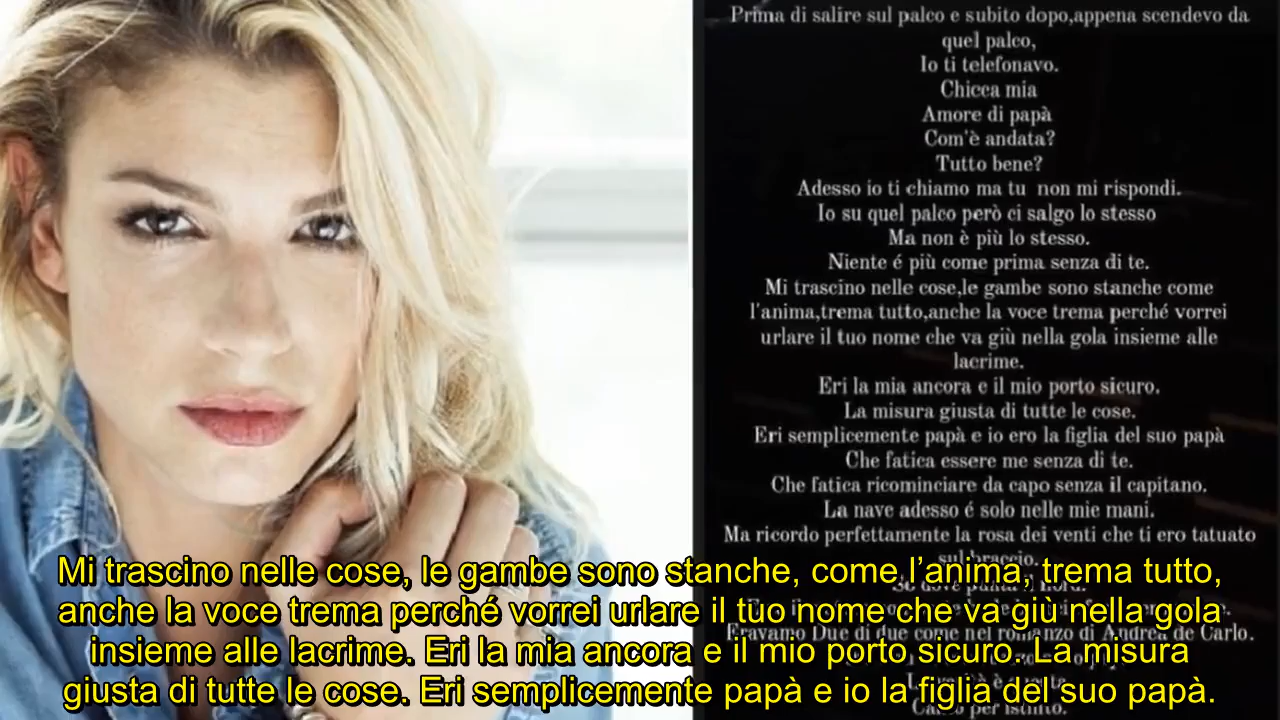 Prima di salire sul palco e subito dopo,appena scendevo da
quel palco,
Io ti telefonavo.
Chicca mia
Amore di papà
Com'è andata?
Tutto bene?
Adesso io ti chiamo ma tu non mi rispondi.
Io su quel palco però ci salgo lo stesso
Ma non è più lo stesso.
Niente é più come prima senza di te.
Mi trascino nelle cose,le gambe sono stanche come
l'anima,trema tutto,anche la voce trema perché vorrei
urlare il tuo nome che va giù nella gola insieme alle
lacrime.
Eri la mia ancora e il mio porto sicuro.
La misura giusta di tutte le cose.
Eri semplicemente papà e io ero la figlia del suo papà
Che fatica essere me senza di te.
Che fatica ricominciare da capo senza il capitano.
La nave adesso é solo nelle mie mani.
Ma ricordo perfettamente la rosa dei venti che ti ero tatuato
sul braccio.
So dove punta il nord.
Eravamo Due di due come nel romanzo di Andrea de Carlo.
Canto per istinto.
Mi trascino nelle cose, le gambe sono stanche, come l’anima, trema tutto,
anche la voce trema perché vorrei urlare il tuo nome che va giù nella gola
insieme alle lacrime. Eri la mia ancora e il mio porto sicuro. La misura
giusta di tutte le cose. Eri semplicemente papà e io la figlia del suo papà.